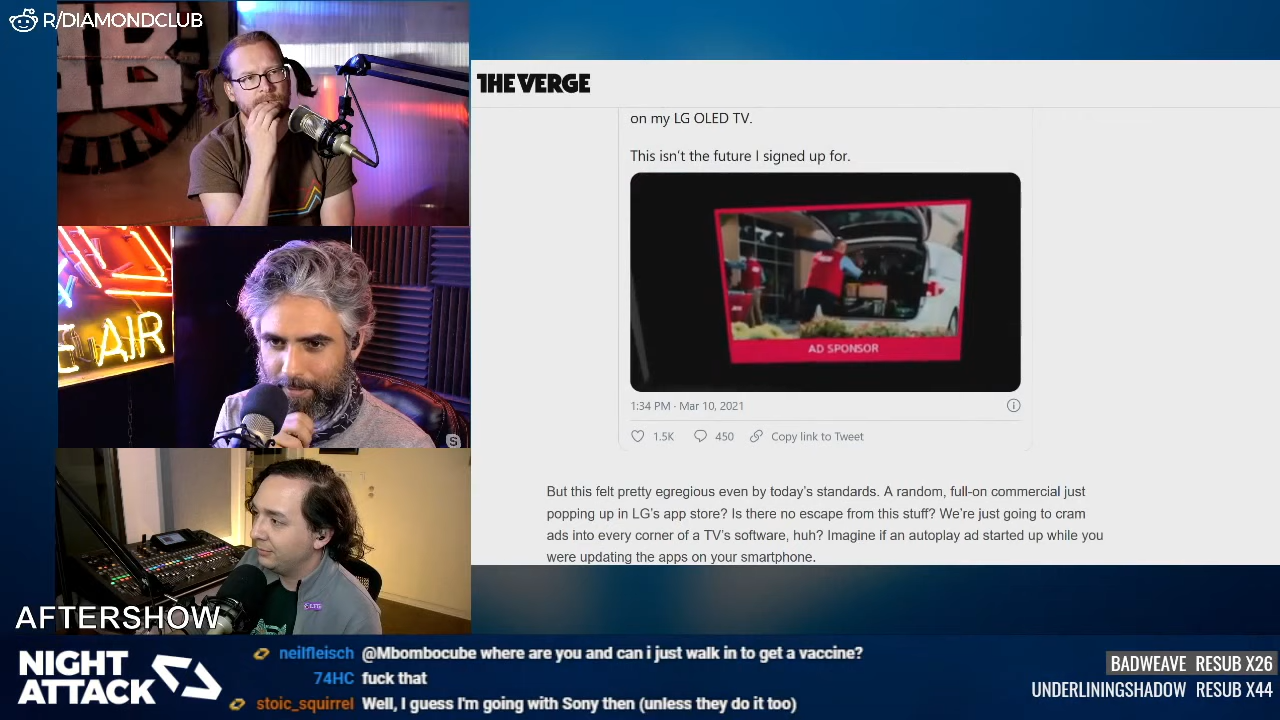 R/DIAMONDCLUB
THE VERGE
on my LG OLED TV.
This isn't the future I signed up for.
AD SPONSOR
1:34 PM · Mar 10, 2021
1.5K 450 Copy link to Tweet
But this felt pretty egregious even by today's standards. A random, full-on commercial just
popping up in LG's app store? Is there no escape from this stuff? We're just going to cram
ads into every corner of a TV's software, huh? Imagine if an autoplay ad started up while you
were updating the apps on your smartphone.
AIR
AFTERSHOW
NIGHT
ATTACK
neilfleisch @Mbombocube where are you and can i just walk in to get a vaccine?
74HC fuck that
stoic_squirrel Well, I guess I'm going with Sony then (unless they do it too)
BADWEAVE RESUB X26
UNDERLININGSHADOW RESUB X44